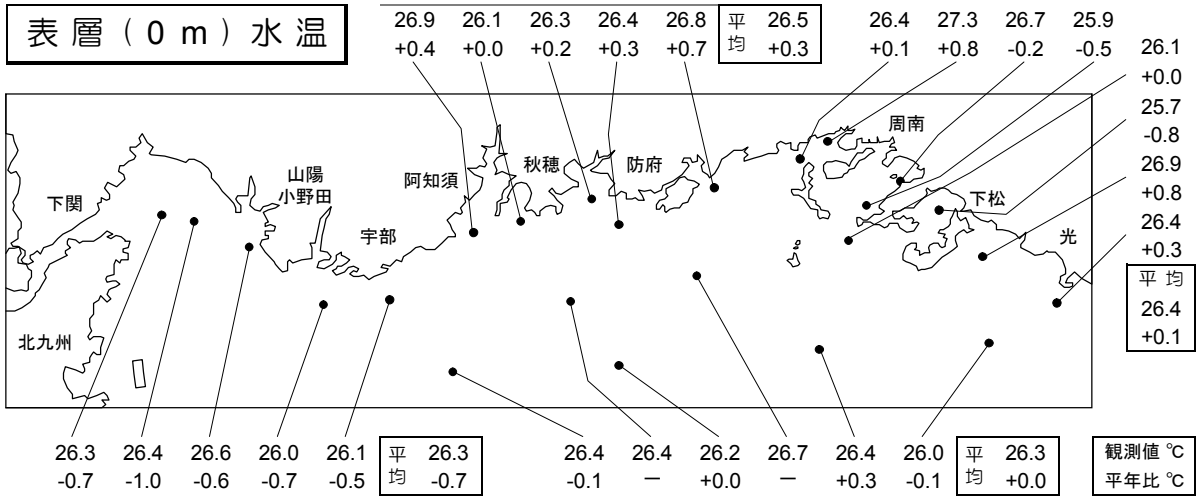 表層（0 m）水温
26.9 26.1 26.3 26.4 26.8 平均 26.5 26.4 27.3 26.7 25.9
+0.4 +0.0 +0.2 +0.3 +0.7 +0.3 +0.1 +0.8 -0.2 -0.5
26.1
+0.0
25.7
-0.8
26.9
+0.8
26.4
+0.3
平均
26.4
+0.1
周南
秋穂 防府
山陽
小野田
阿知須
下関
下松
宇部
光
北九州
26.3 26.4 26.6 26.0 26.1 平均 26.3 26.4 26.4 26.2 26.7 26.4 26.0 平均 26.3 観測値 ℃
-0.7 -1.0 -0.6 -0.7 -0.5 -0.7 -0.1 － +0.0 － +0.3 -0.1 +0.0 平年比 ℃